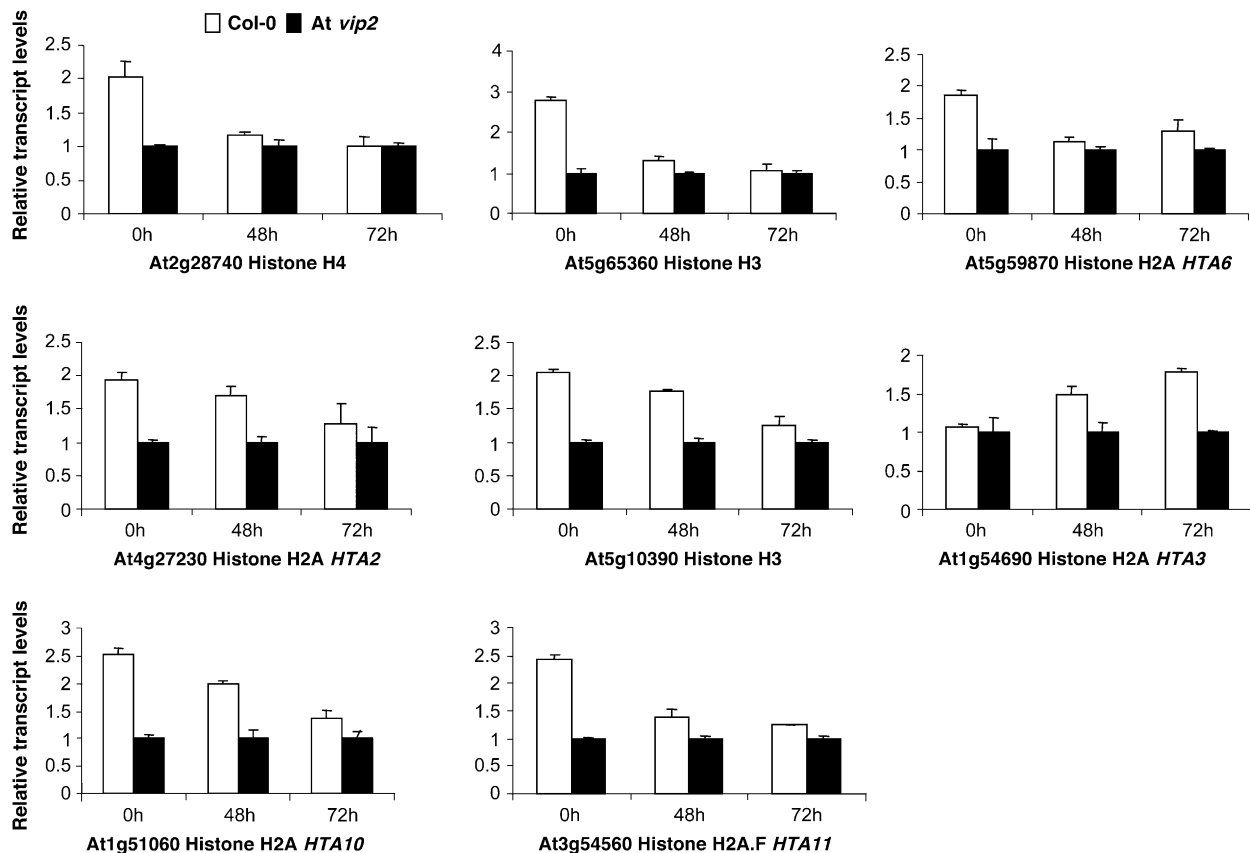 Col-0 At vip2
Relative transcript levels
2.5
2
1.5
1
0.5
0
0h 48h 72h
At2g28740 Histone H4
4
3
2
1
0
0h 48h 72h
At5g65360 Histone H3
2.5
2
1.5
1
0.5
0
0h 48h 72h
At5g59870 Histone H2A HTA6
Relative transcript levels
2.5
2
1.5
1
0.5
0
0h 48h 72h
At4g27230 Histone H2A HTA2
2.5
2
1.5
1
0.5
0
0h 48h 72h
At5g10390 Histone H3
2
1.5
1
0.5
0
0h 48h 72h
At1g54690 Histone H2A HTA3
Relative transcript levels
3
2.5
2
1.5
1
0.5
0
0h 48h 72h
At1g51060 Histone H2A HTA10
3
2.5
2
1.5
1
0.5
0
0h 48h 72h
At3g54560 Histone H2A.F HTA11